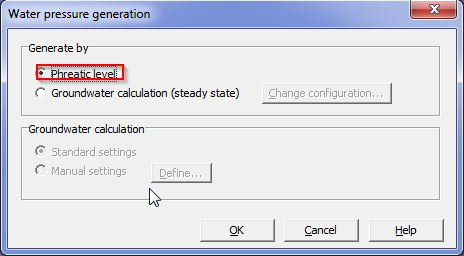 Water pressure generation
Generate by
Phreatic level
Groundwater calculation (steady state) Change configuration...
Groundwater calculation
Standard settings
Manual settings Define...
OK Cancel Help